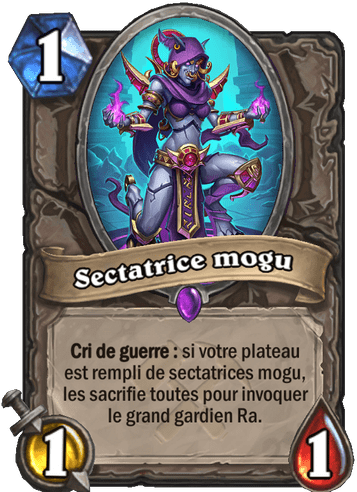 1
Sectatrice mogu
Cri de guerre : si votre plateau
est rempli de sectatrices mogu,
les sacrifie toutes pour invoquer
le grand gardien Ra.
1
1